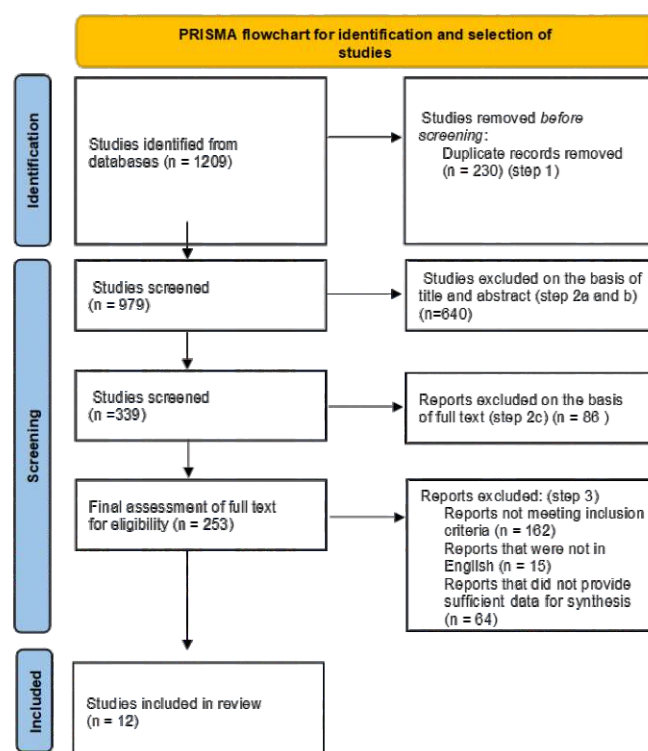 PRISMA flowchart for identification and selection of
studies
Identification
Studies identified from
databases (n = 1209)
Studies removed before
screening:
Duplicate records removed
(n = 230) (step 1)
Screening
Studies screened
(n = 979)
Studies excluded on the basis of
title and abstract (step 2a and b)
(n=640)
Studies screened
(n =339)
Reports excluded on the basis
of full text (step 2c) (n = 86 )
Final assessment of full text
for eligibility (n = 253)
Reports excluded: (step 3)
Reports not meeting inclusion
criteria (n = 162)
Reports that were not in
English (n = 15)
Reports that did not provide
sufficient data for synthesis
(n = 64)
Included
Studies included in review
(n = 12)